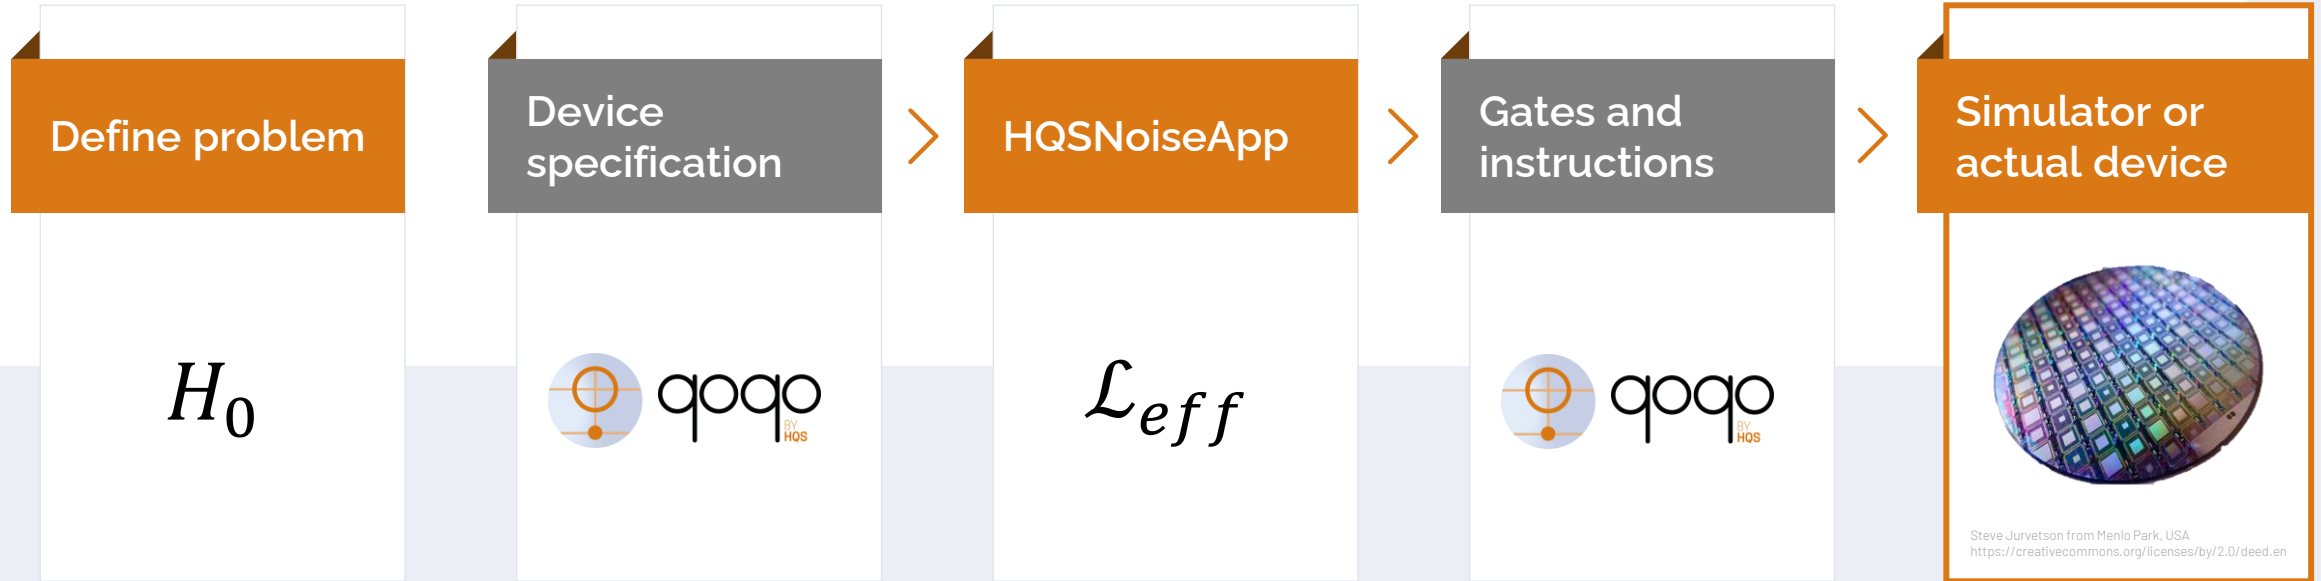 Define problem
H₀
Device
specification
qoqo
BY
HQS
HQSNoiseApp
ℒ_eff
Gates and
instructions
qoqo
BY
HQS
Simulator or
actual device
Steve Jurvetson from Menlo Park, USA
https://creativecommons.org/licenses/by/2.0/deed.en